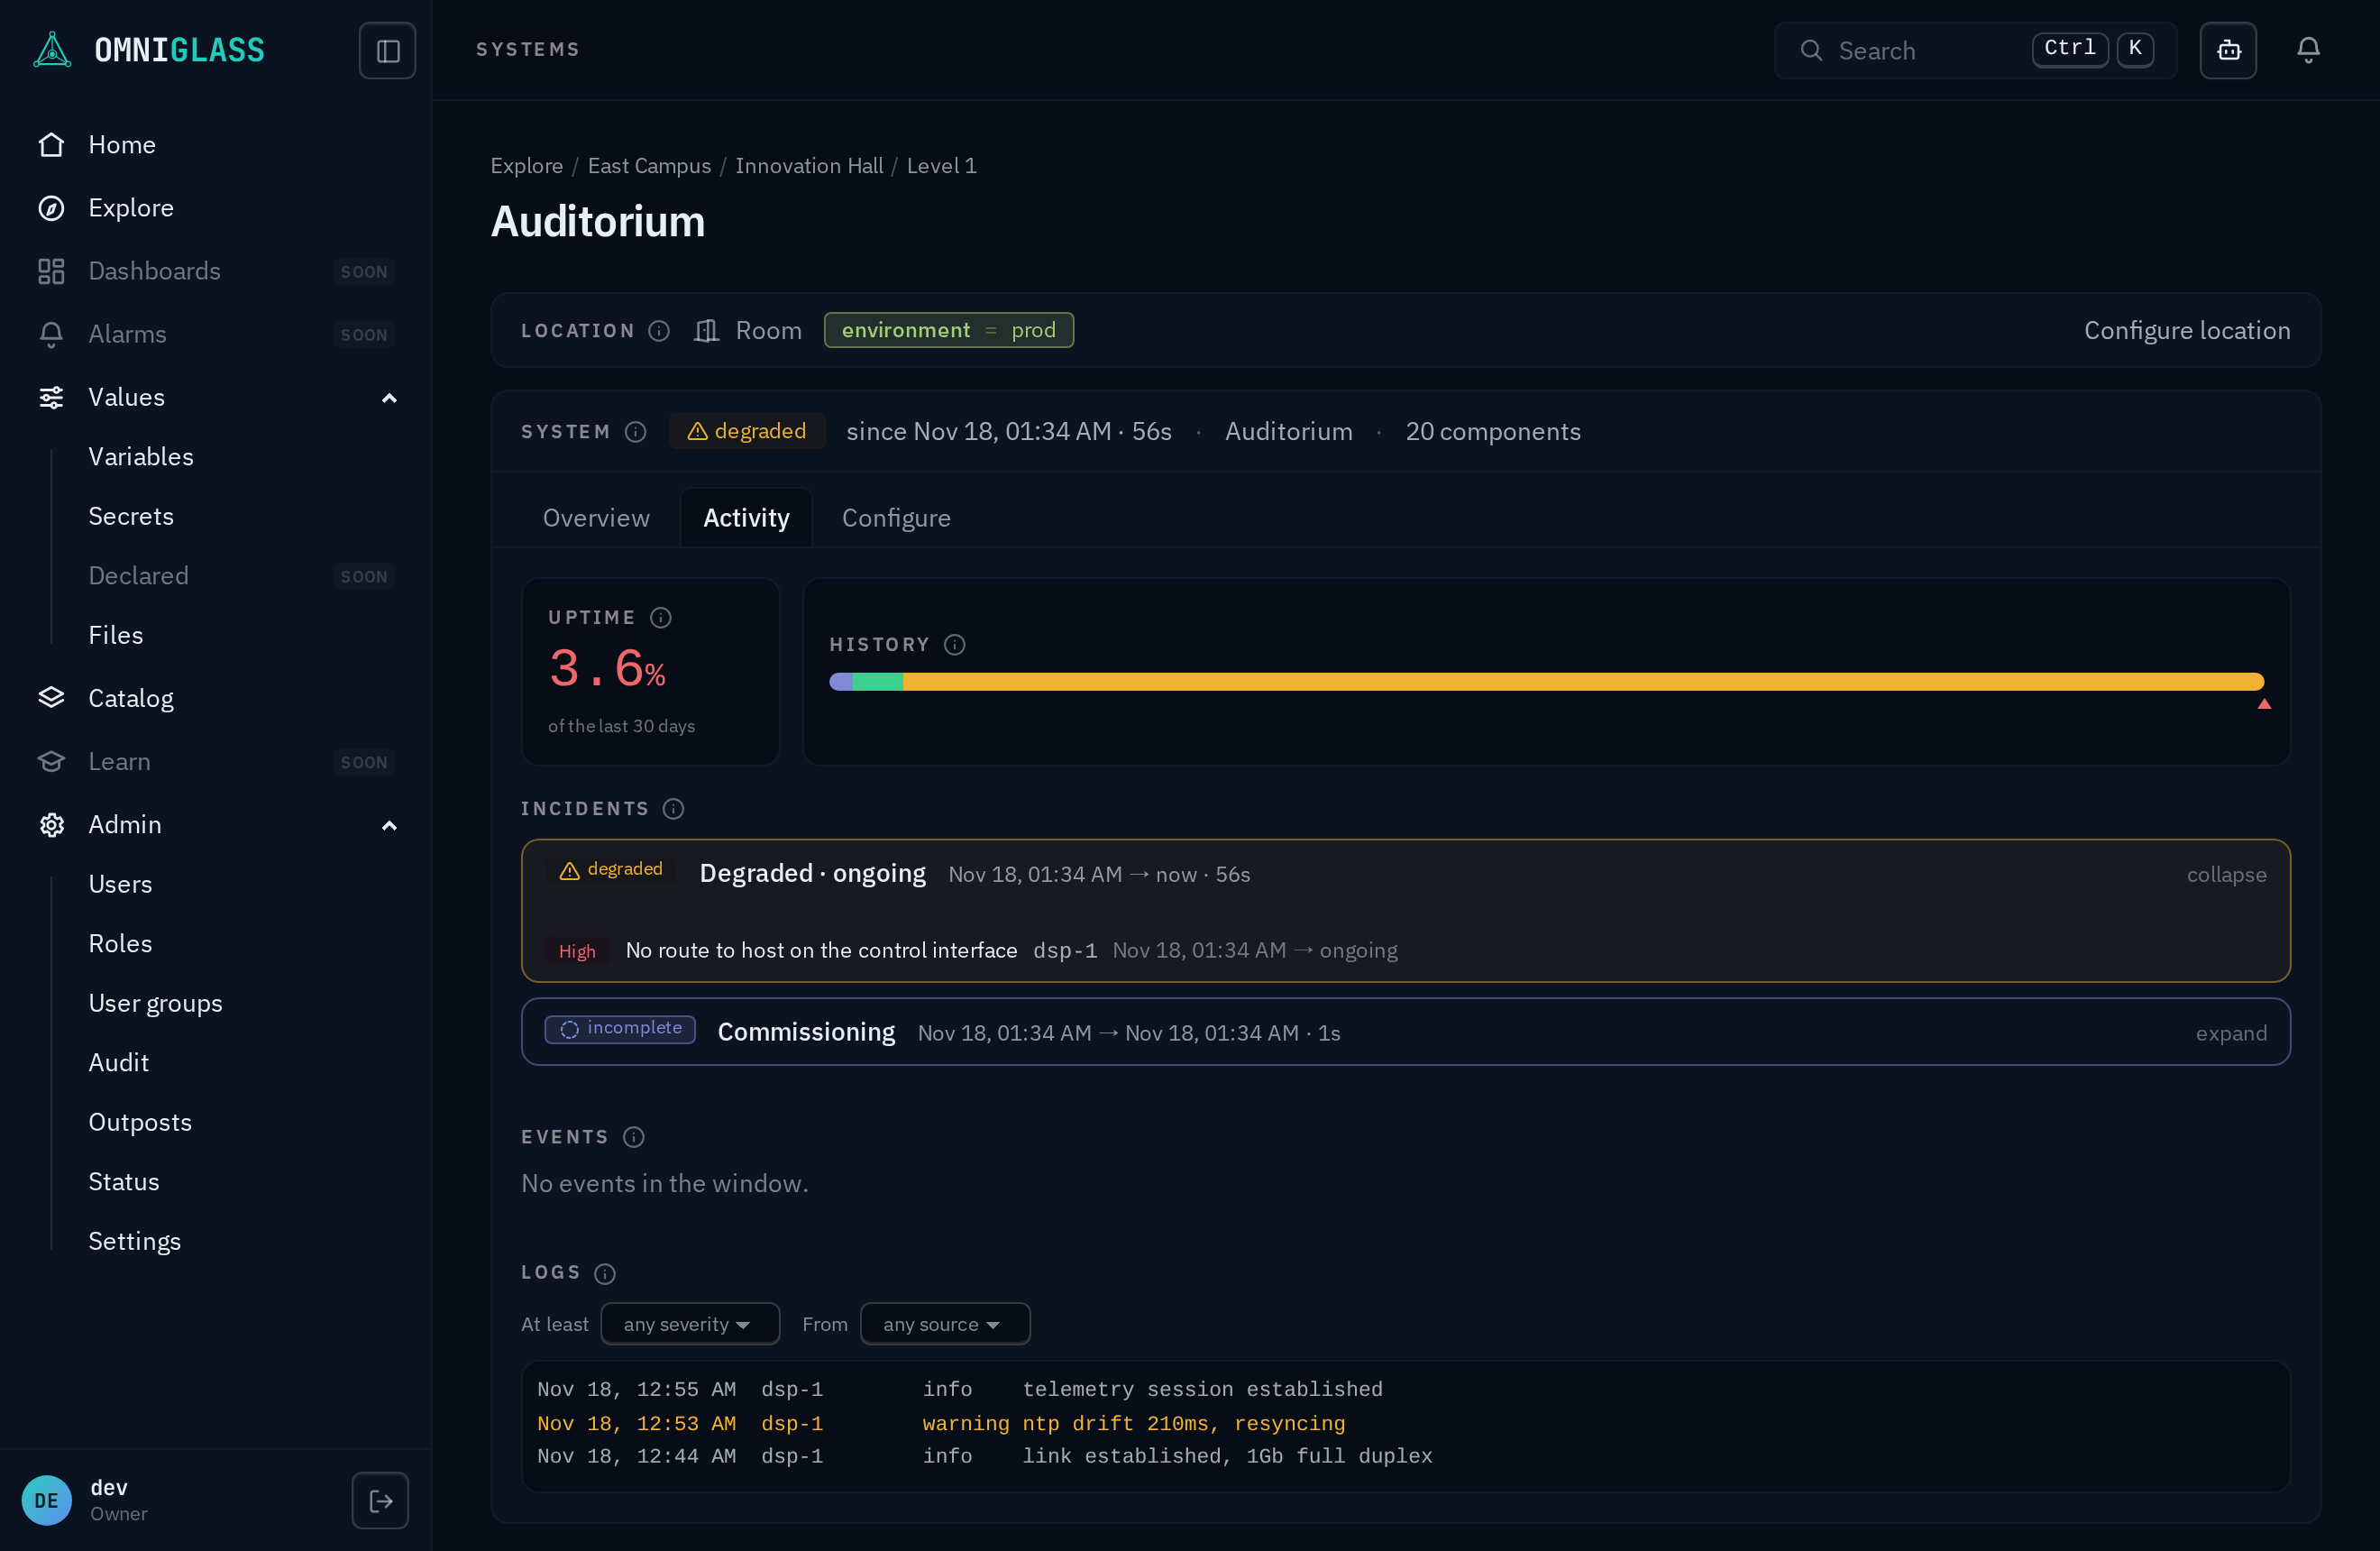 OMNIGLASS
SYSTEMS
Search
Ctrl K
Home
Explore
Dashboards SOON
Alarms SOON
Values
Variables
Secrets
Declared SOON
Files
Catalog
Learn SOON
Admin
Users
Roles
User groups
Audit
Outposts
Status
Settings
DE
dev
Owner
Explore / East Campus / Innovation Hall / Level 1
Auditorium
LOCATION Room environment = prod Configure location
SYSTEM degraded since Nov 18, 01:34 AM · 56s · Auditorium · 20 components
Overview Activity Configure
UPTIME
3.6%
of the last 30 days
HISTORY
INCIDENTS
degraded Degraded · ongoing Nov 18, 01:34 AM → now · 56s collapse
High No route to host on the control interface dsp-1 Nov 18, 01:34 AM → ongoing
incomplete Commissioning Nov 18, 01:34 AM → Nov 18, 01:34 AM · 1s expand
EVENTS
No events in the window.
LOGS
At least any severity From any source
Nov 18, 12:55 AM dsp-1 info telemetry session established
Nov 18, 12:53 AM dsp-1 warning ntp drift 210ms, resyncing
Nov 18, 12:44 AM dsp-1 info link established, 1Gb full duplex